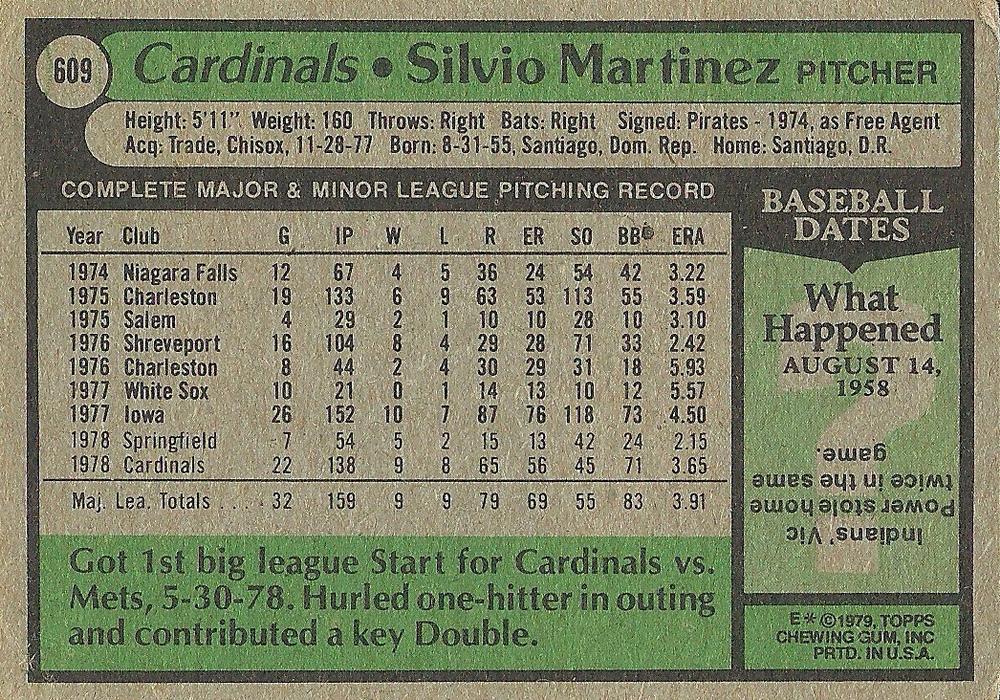 609 Cardinals • Silvio Martinez PITCHER
Height: 5'11". Weight: 160 Throws: Right Bats: Right Signed: Pirates - 1974, as Free Agent
Acq: Trade, Chisox, 11-28-77 Born: 8-31-55, Santiago, Dom. Rep. Home: Santiago, D.R.
COMPLETE MAJOR & MINOR LEAGUE PITCHING RECORD
Year Club G IP W L R ER SO BB ERA
1974 Niagara Falls 12 67 4 5 36 24 54 42 3.22
1975 Charleston 19 133 6 9 63 53 113 55 3.59
1975 Salem 4 29 2 1 10 10 28 10 3.10
1976 Shreveport 16 104 8 4 29 28 71 33 2.42
1976 Charleston 8 44 2 4 30 29 31 18 5.93
1977 White Sox 10 21 0 1 14 13 10 12 5.57
1977 Iowa 26 152 10 7 87 76 118 73 4.50
1978 Springfield 7 54 5 2 15 13 42 24 2.15
1978 Cardinals 22 138 9 8 65 56 45 71 3.65
Maj. Lea. Totals . . . . 32 159 9 9 79 69 55 83 3.91
Got 1st big league Start for Cardinals vs.
Mets, 5-30-78. Hurled one-hitter in outing
and contributed a key Double.
BASEBALL
DATES
What
Happened
AUGUST 14,
1958
Indians' Vic
Power stole home
twice in the same
game.
E*©1979, TOPPS
CHEWING GUM, INC
PRTD. IN U.S.A.